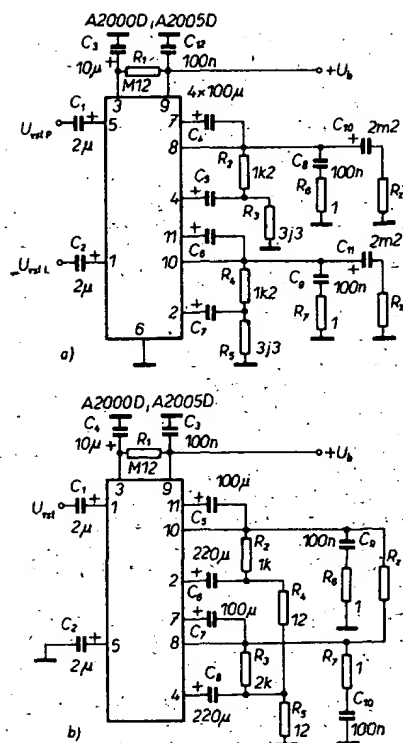 A2000D, A2005D
C3
C12
10µ
R1
100n
M12
+Ub
3
9
4×100µ
C1
Uvst P
2µ
5
7
C4
8
R2
1k2
C5
4
R3
3j3
C8
100n
R6
1
C10
2m2
Rz
11
C6
10
C2
Uvst L
2µ
1
R4
1k2
2
C7
R5
3j3
C11
2m2
C9
100n
R7
1
Rz
6
a)
A2000D, A2005D
C4
C3
10µ
R1
100n
M12
+Ub
3
9
100µ
C1
Uvst
2µ
1
11
C5
10
R2
1k
220µ
2
C6
R4
12
100n
C9
R6
1
Rz
100µ
7
C7
C2
2µ
5
8
R3
2k
R7
1
C8
4
220µ
R5
12
C10
100n
b)